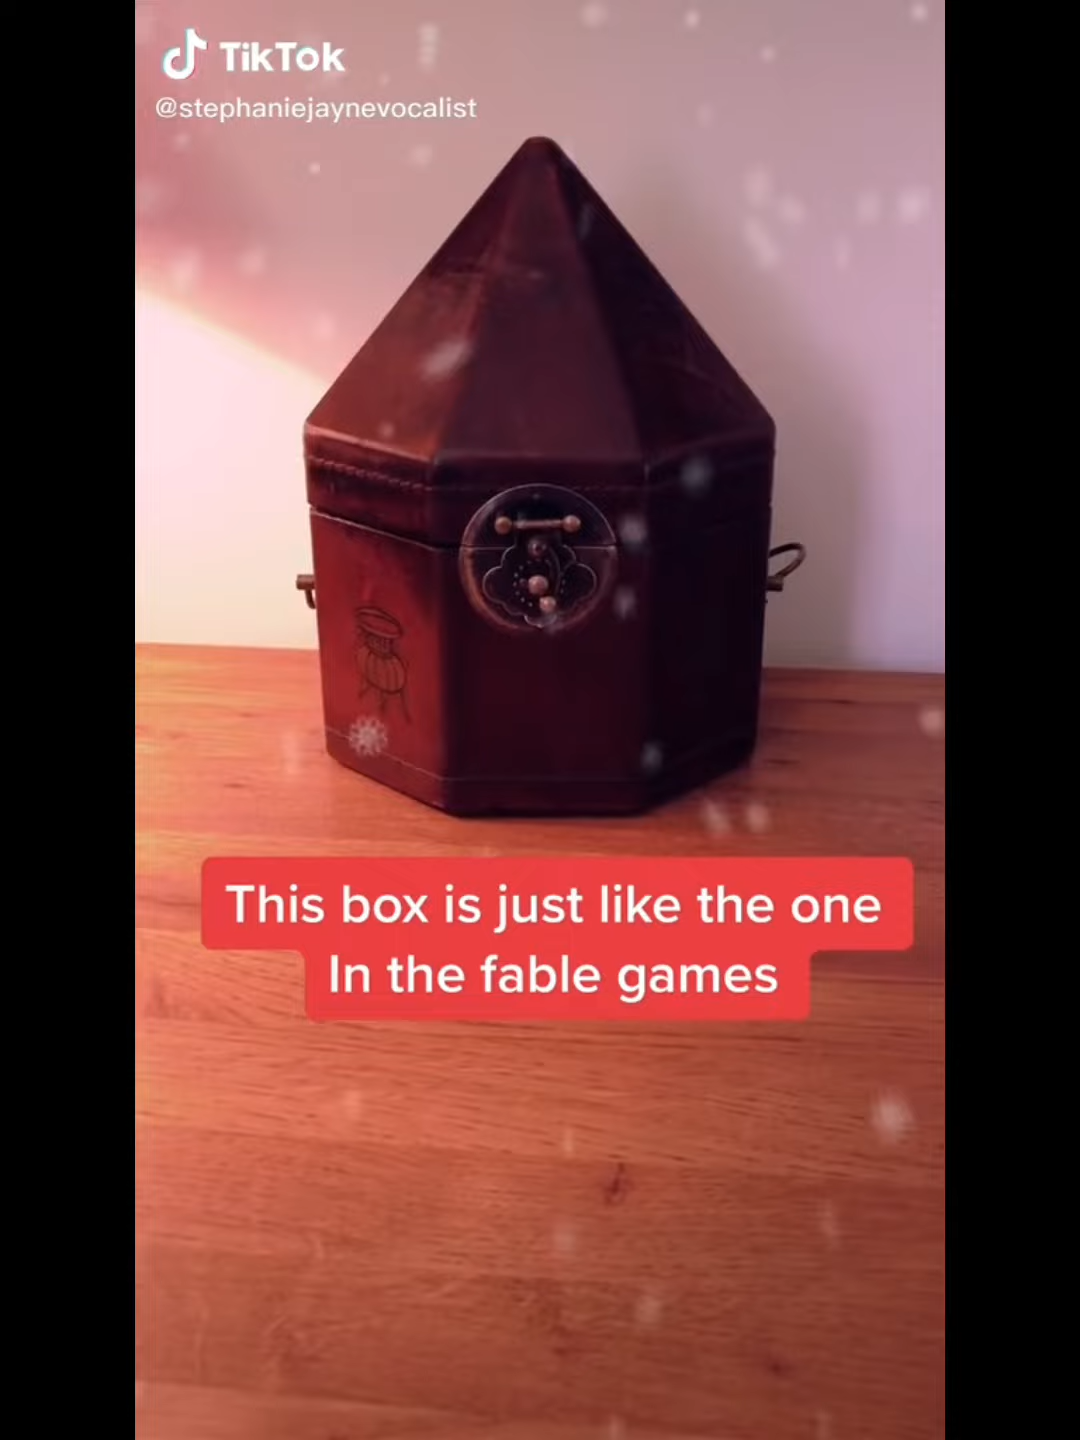 TikTok
@stephaniejaynevocalist
This box is just like the one
In the fable games